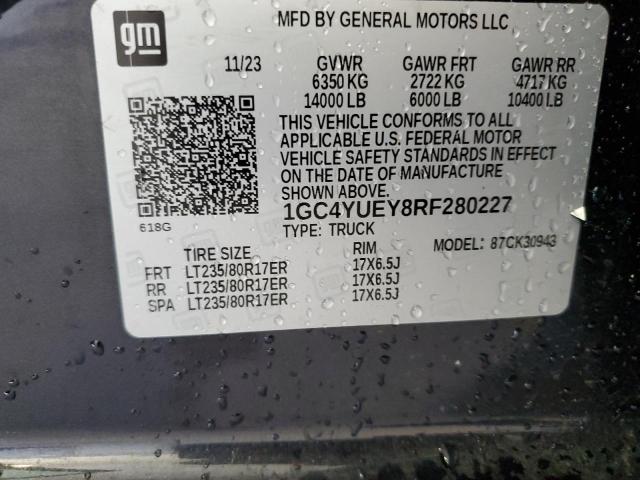 gm
MFD BY GENERAL MOTORS LLC
11/23 GVWR GAWR FRT GAWR RR
6350 KG 2722 KG 4717 KG
14000 LB 6000 LB 10400 LB
THIS VEHICLE CONFORMS TO ALL
APPLICABLE U.S. FEDERAL MOTOR
VEHICLE SAFETY STANDARDS IN EFFECT
ON THE DATE OF MANUFACTURE
SHOWN ABOVE.
1GC4YUEY8RF280227
618G
TYPE: TRUCK
MODEL: 87CK30943
TIRE SIZE RIM
FRT LT235/80R17ER 17X6.5J
RR LT235/80R17ER 17X6.5J
SPA LT235/80R17ER 17X6.5J